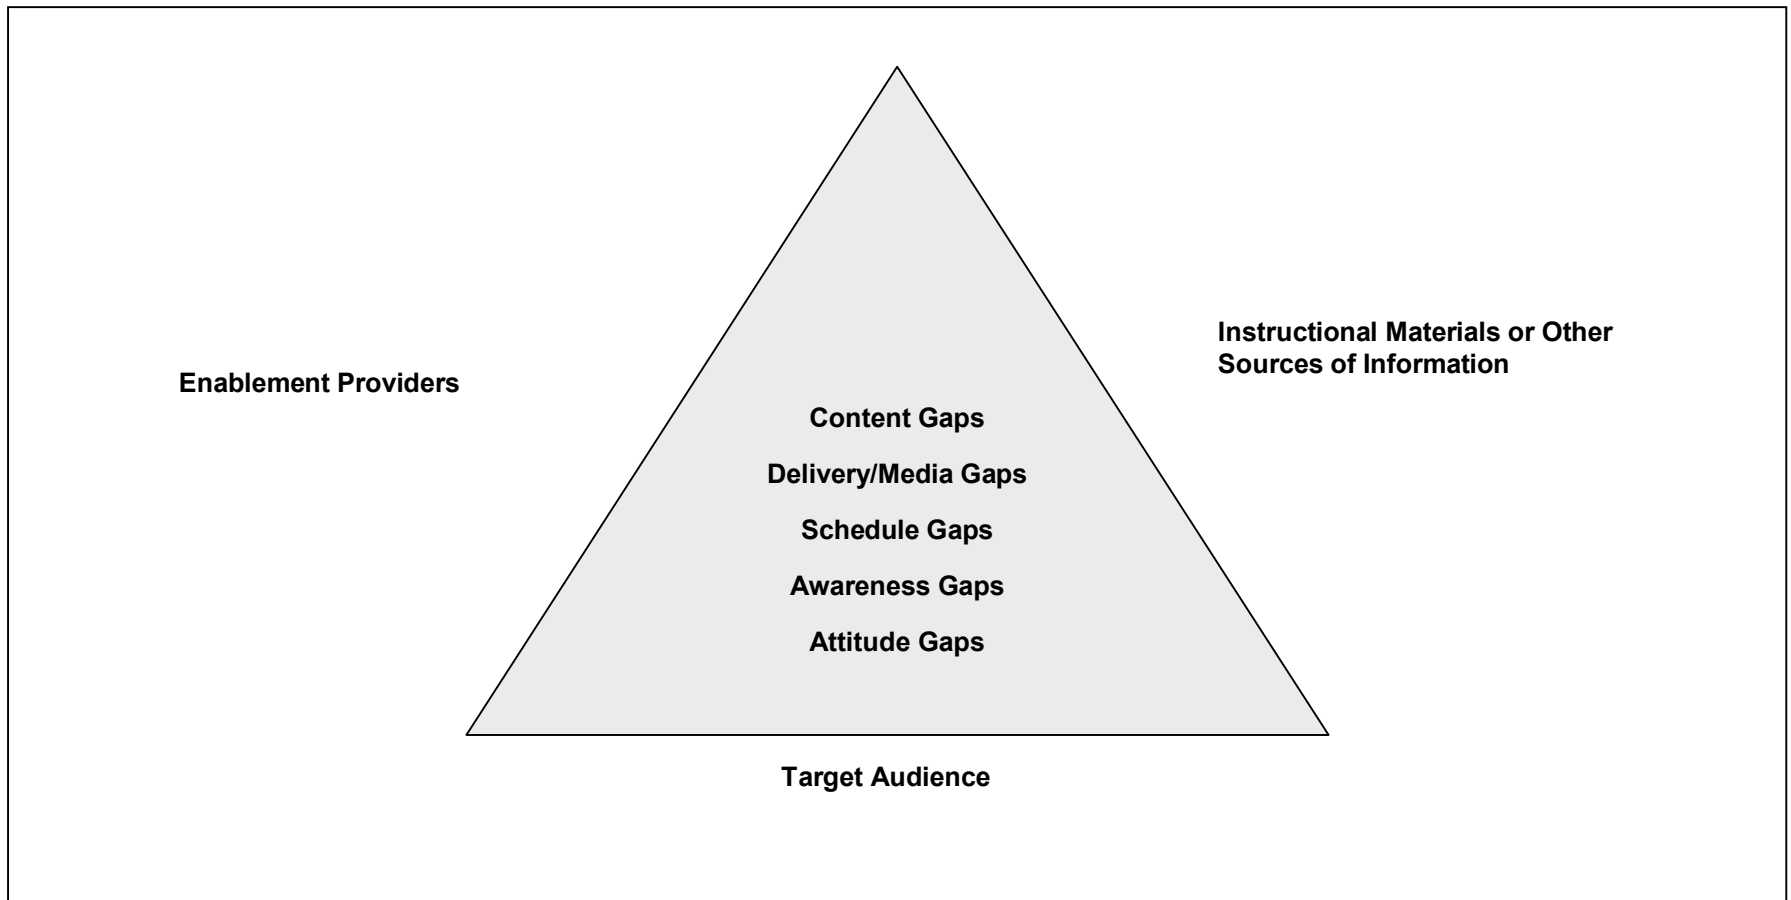 Instructional Materials or Other
Sources of Information
Enablement Providers
Content Gaps
Delivery/Media Gaps
Schedule Gaps
Awareness Gaps
Attitude Gaps
Target Audience